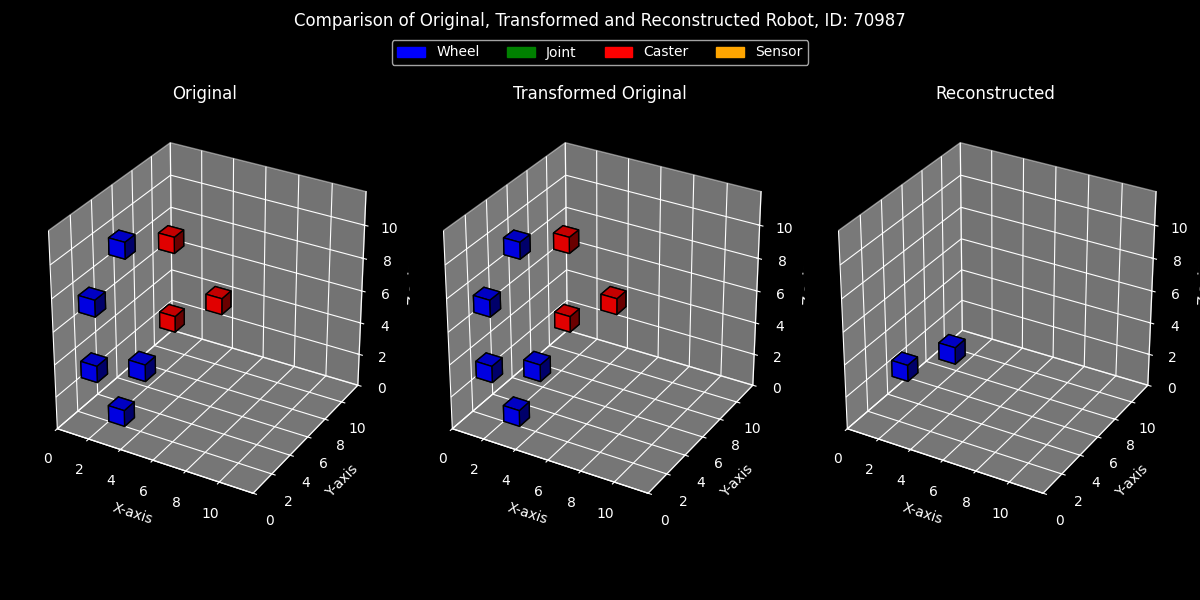 Comparison of Original, Transformed and Reconstructed Robot, ID: 70987
Wheel Joint Caster Sensor
Original Transformed Original Reconstructed
10 10 10
8 8 8
6 6 6
4 4 4
2 2 2
0 0 0
10 10 10
8 8 8
6 6 6
4 4 4
2 2 2
0 0 0
0 0 0
2 2 2
4 4 4
6 6 6
8 8 8
10 10 10
X-axis Y-axis X-axis Y-axis X-axis Y-axis